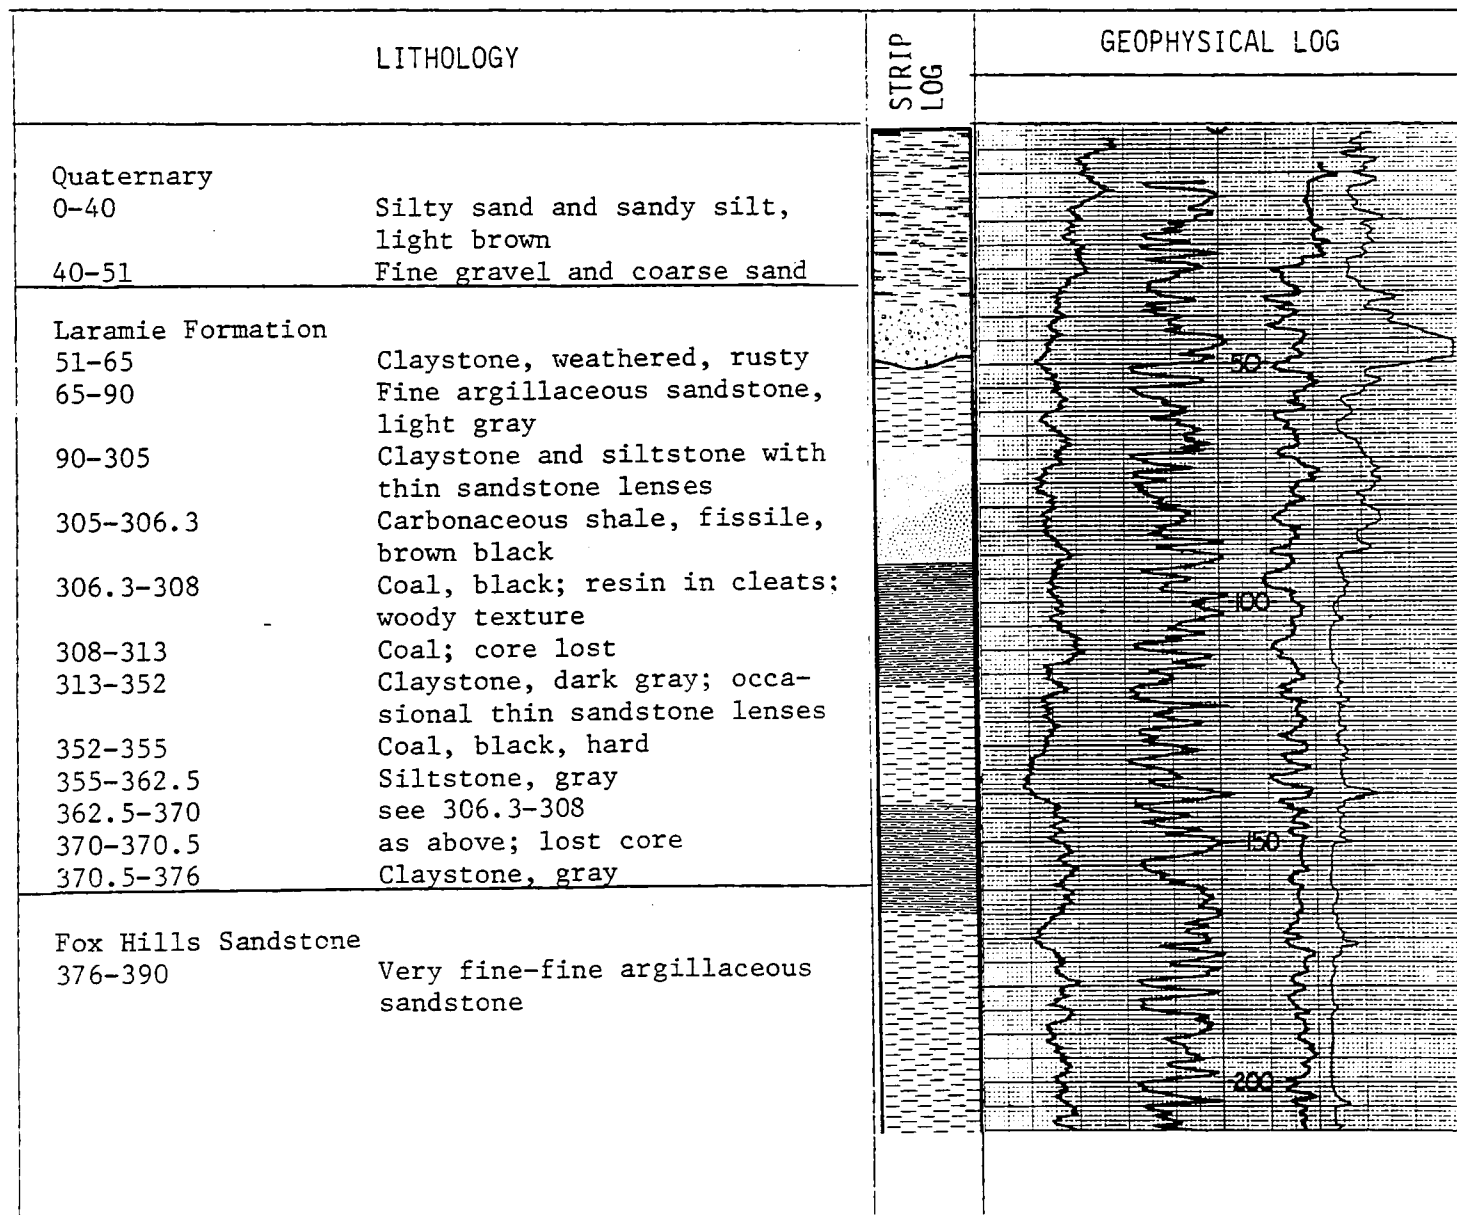 LITHOLOGY
STRIP
LOG
GEOPHYSICAL LOG
Quaternary
0-40 Silty sand and sandy silt,
light brown
40-51 Fine gravel and coarse sand
Laramie Formation
51-65 Claystone, weathered, rusty
65-90 Fine argillaceous sandstone,
light gray
90-305 Claystone and siltstone with
thin sandstone lenses
305-306.3 Carbonaceous shale, fissile,
brown black
306.3-308 Coal, black; resin in cleats;
woody texture
308-313 Coal; core lost
313-352 Claystone, dark gray; occa-
sional thin sandstone lenses
352-355 Coal, black, hard
355-362.5 Siltstone, gray
362.5-370 see 306.3-308
370-370.5 as above; lost core
370.5-376 Claystone, gray
Fox Hills Sandstone
376-390 Very fine-fine argillaceous
sandstone
50
100
150
200